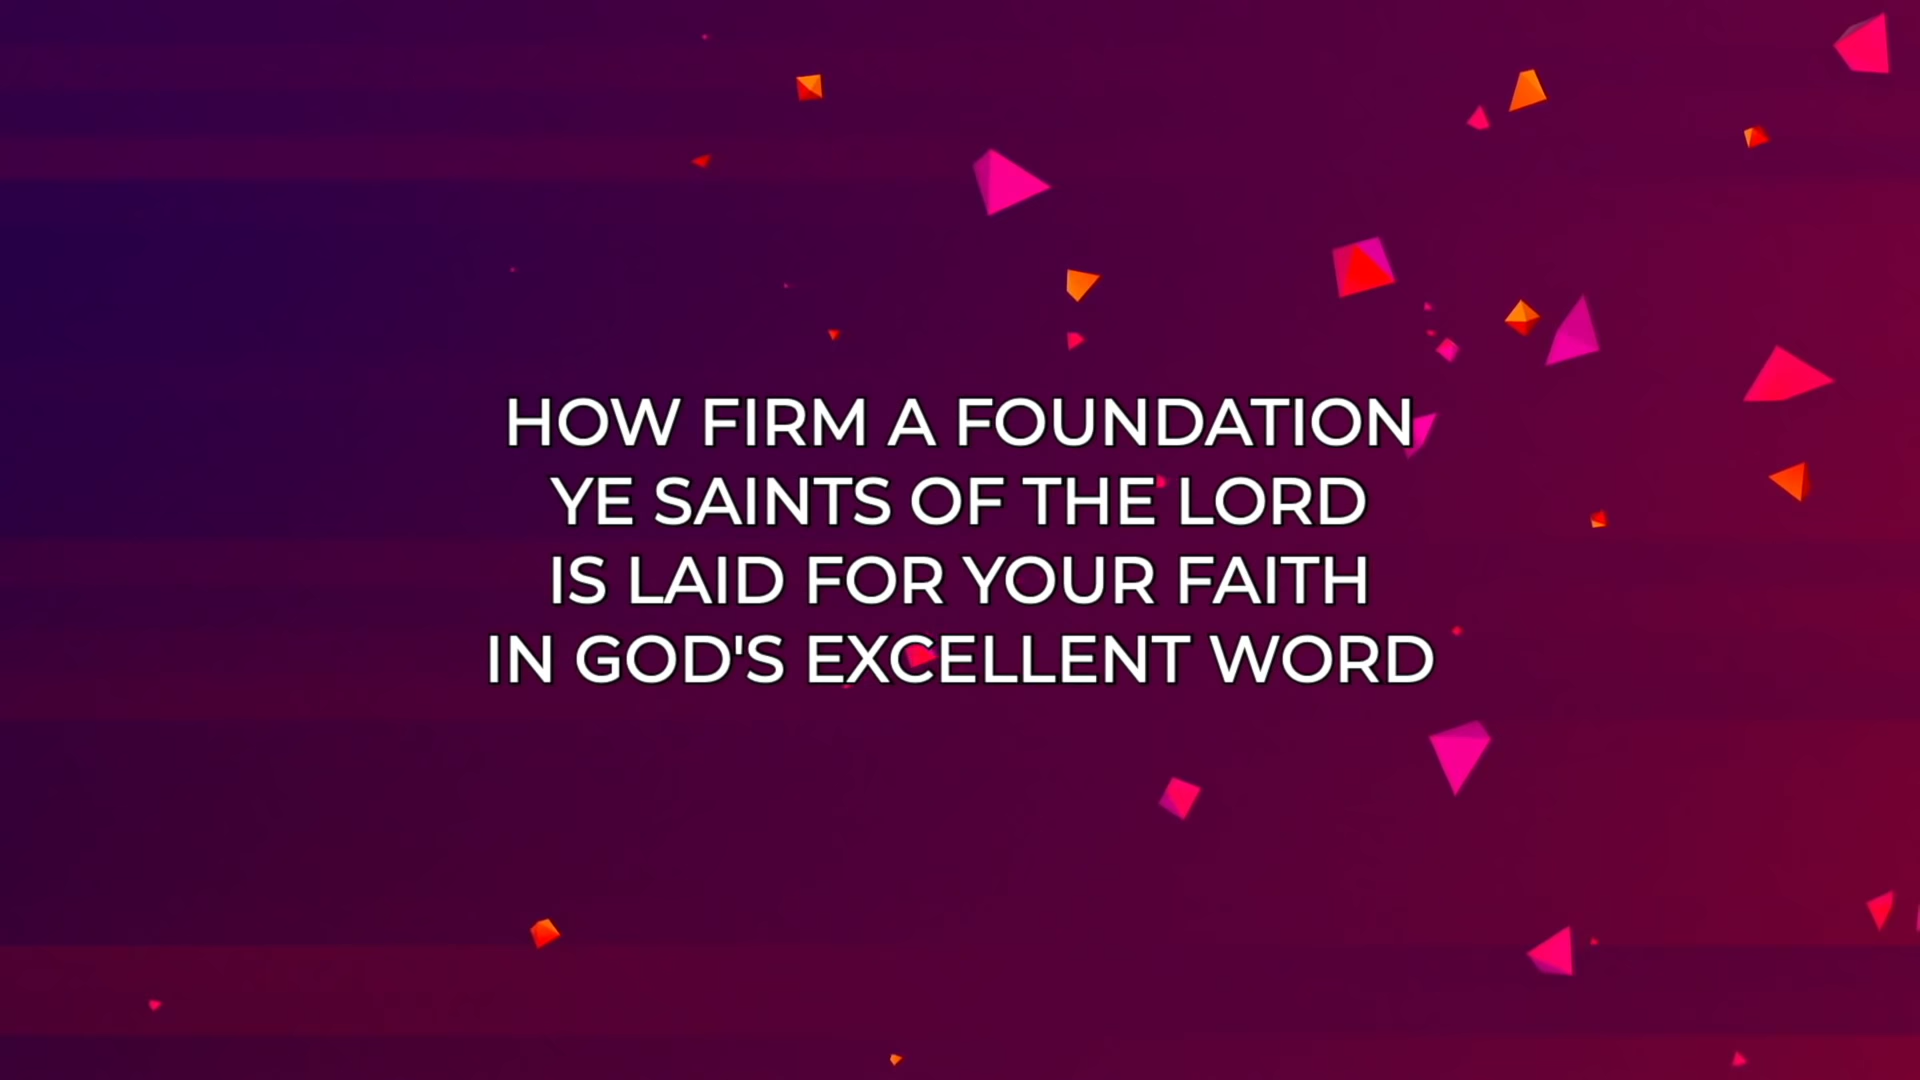 HOW FIRM A FOUNDATION
YE SAINTS OF THE LORD
IS LAID FOR YOUR FAITH
IN GOD'S EXCELLENT WORD